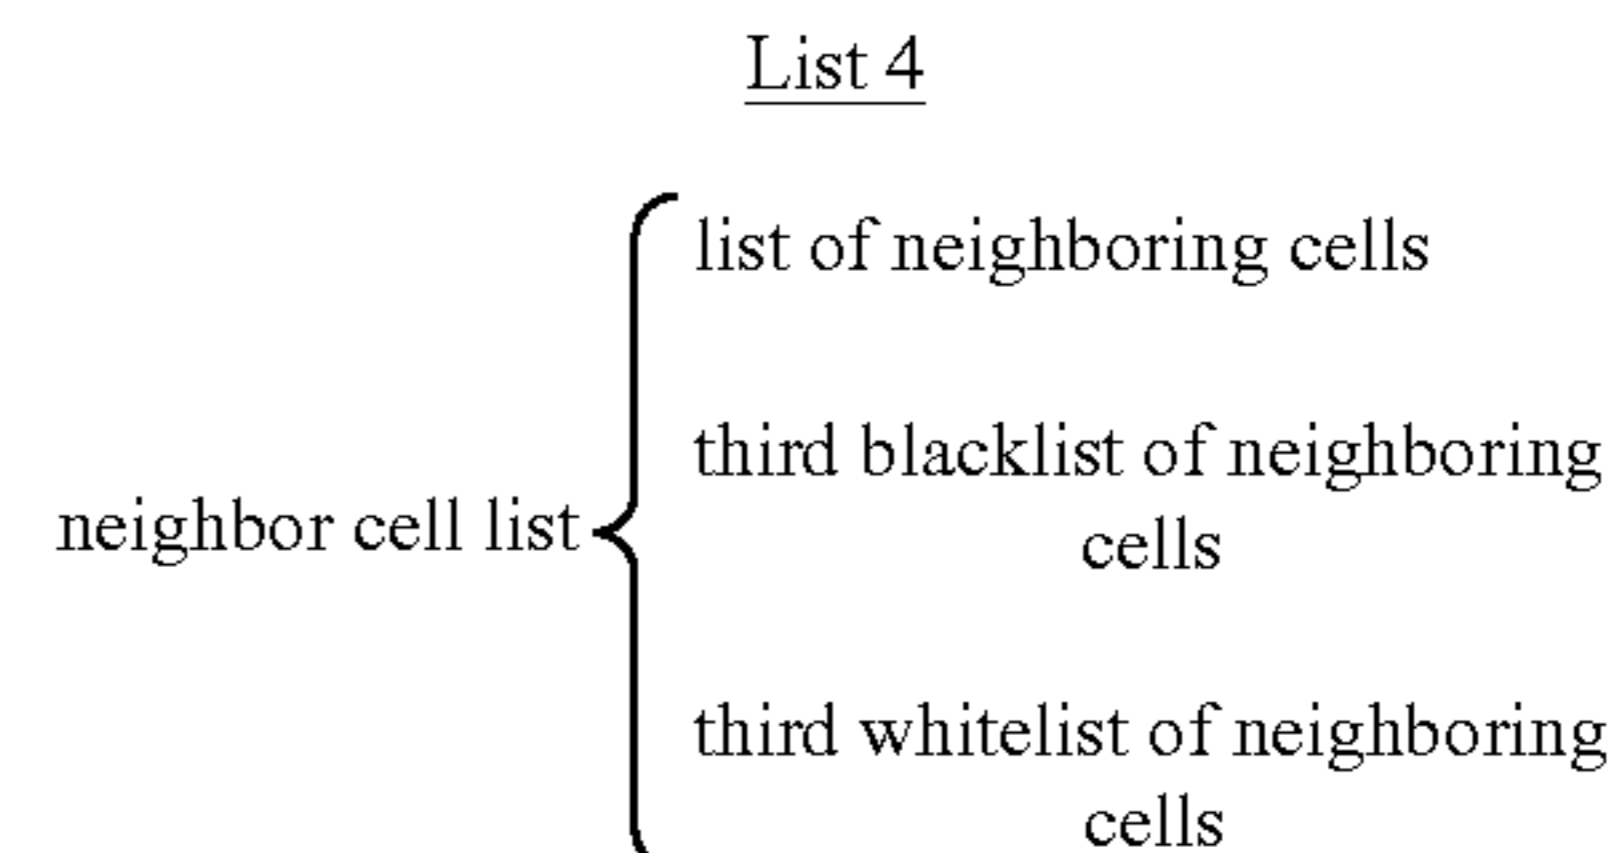 List 4
list of neighboring cells
third blacklist of neighboring
cells
neighbor cell list
third whitelist of neighboring
cells